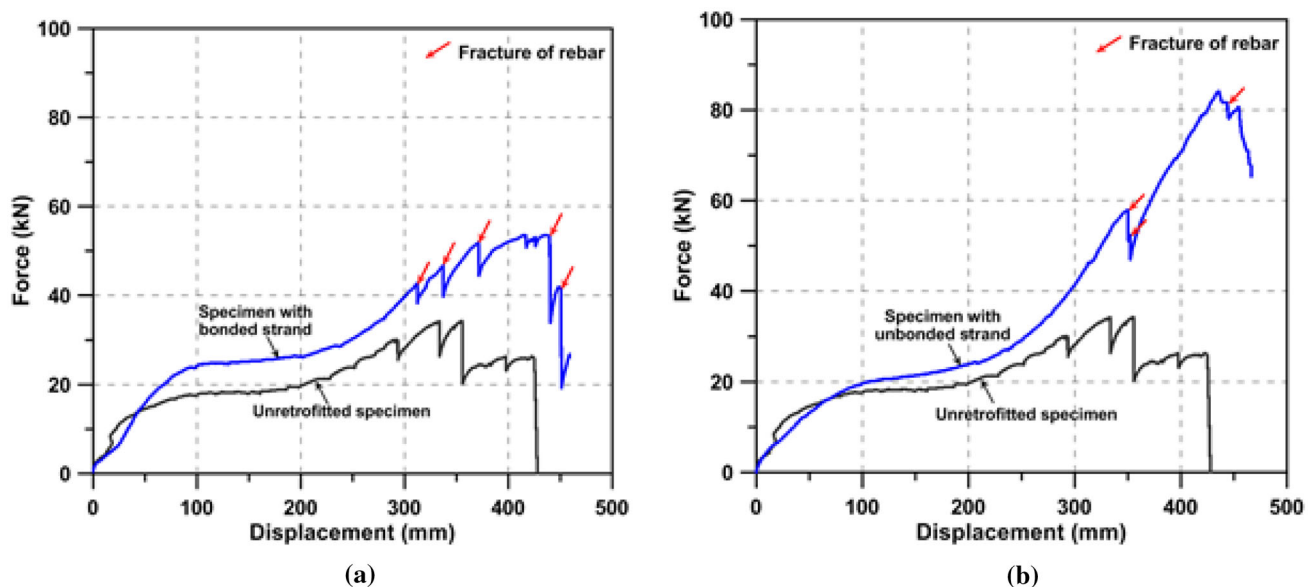 100
80
60
40
20
0
Force (kN)
Fracture of rebar
Specimen with
bonded strand
Unretrofitted specimen
0 100 200 300 400 500
Displacement (mm)
(a)
100
80
60
40
20
0
Force (kN)
Fracture of rebar
Specimen with
unbonded strand
Unretrofitted specimen
0 100 200 300 400 500
Displacement (mm)
(b)